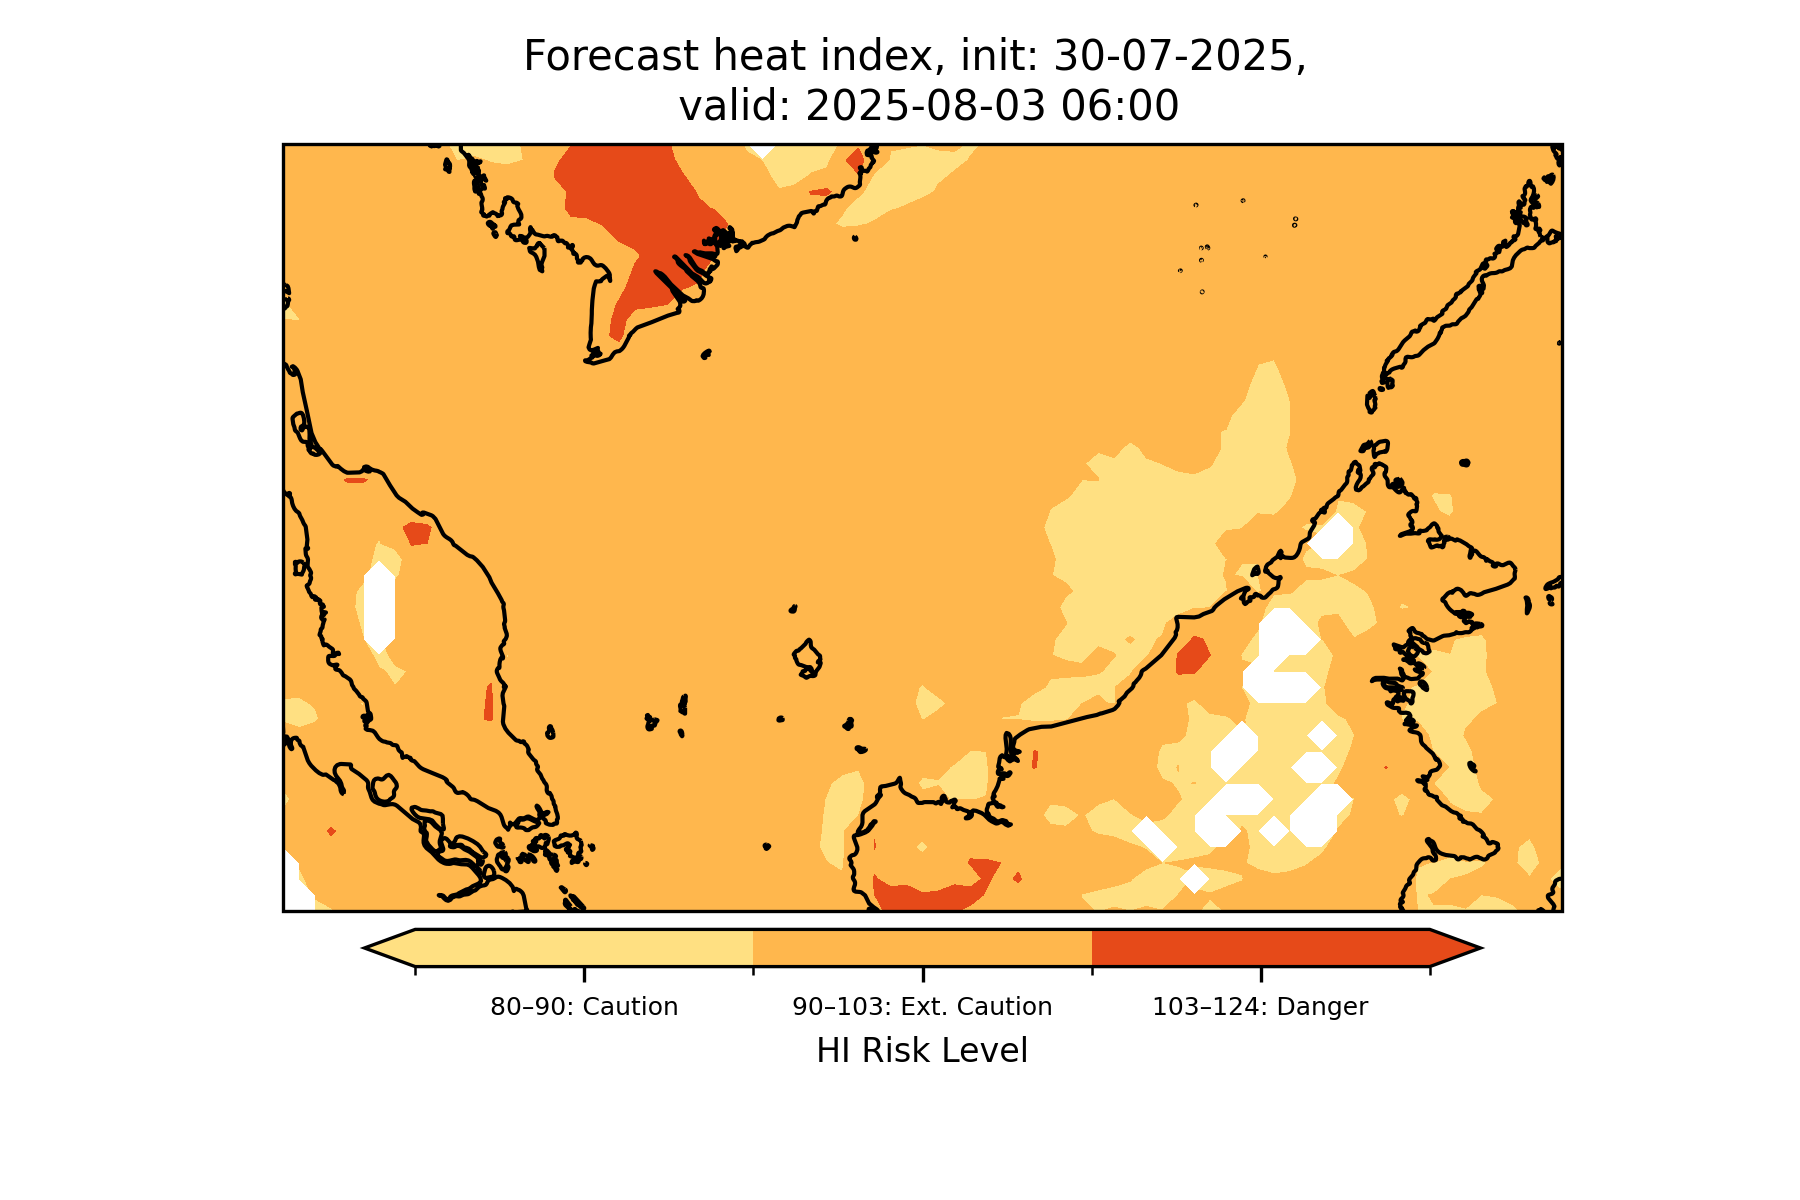 Forecast heat index, init: 30-07-2025,
valid: 2025-08-03 06:00
80–90: Caution
90–103: Ext. Caution
103–124: Danger
HI Risk Level